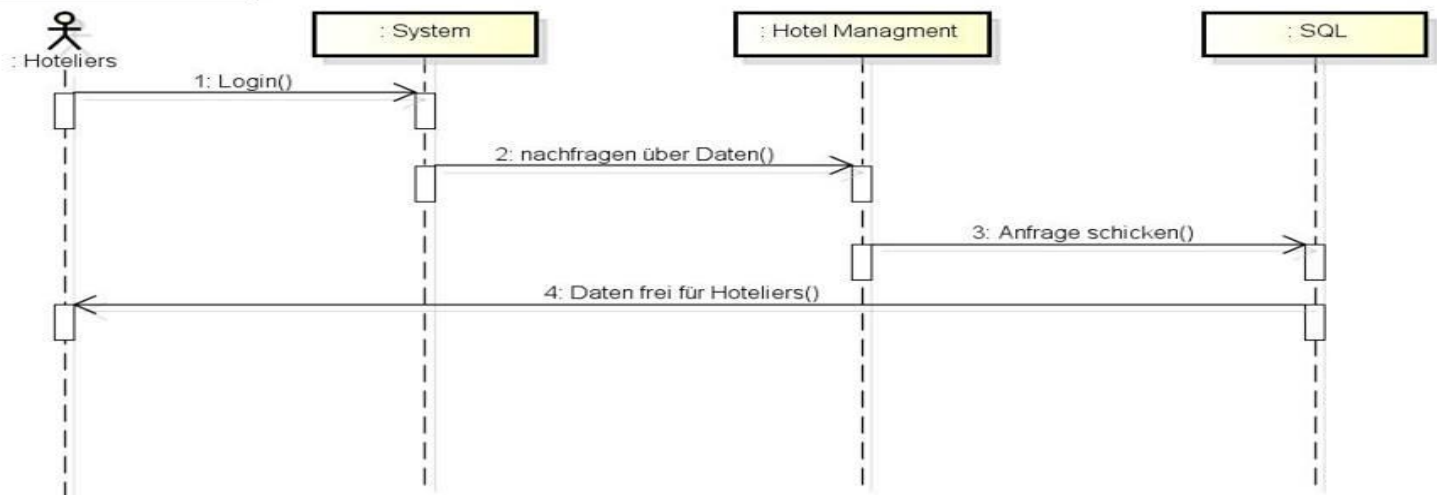 : Hoteliers
: System
: Hotel Managment
: SQL
1: Login()
2: nachfragen über Daten()
3: Anfrage schicken()
4: Daten frei für Hoteliers()